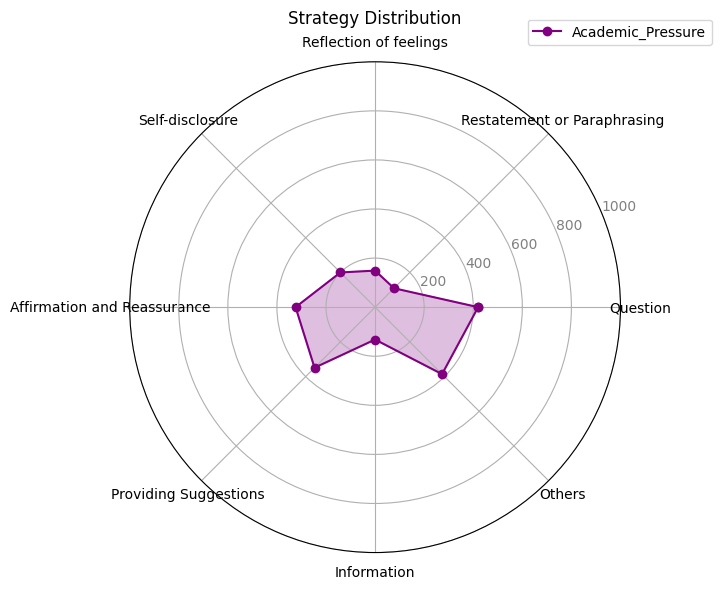 Strategy Distribution
Academic_Pressure
Reflection of feelings
Self-disclosure
Restatement or Paraphrasing
1000
800
600
400
200
Affirmation and Reassurance
Question
Providing Suggestions
Others
Information